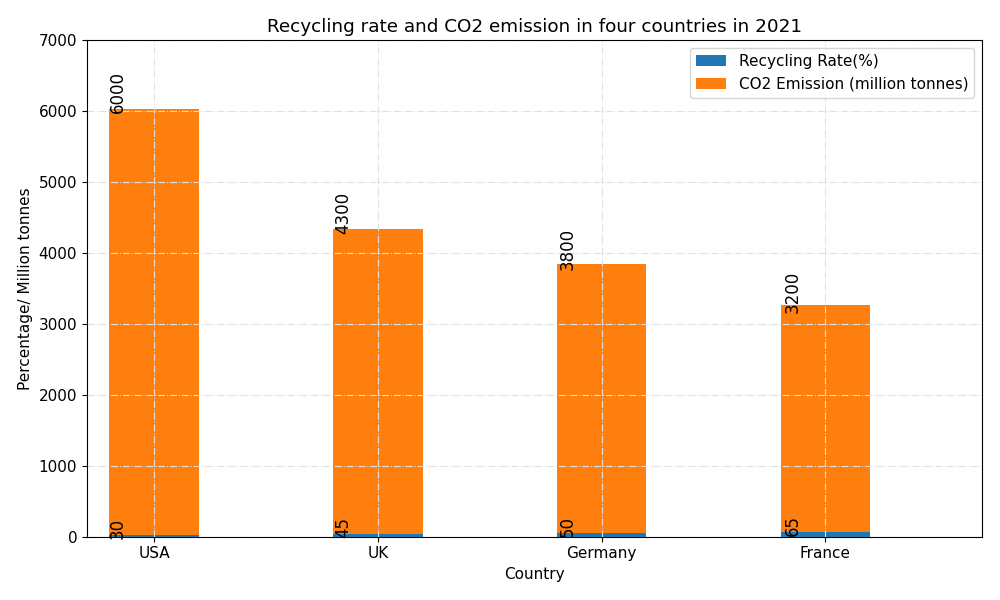 Recycling rate and CO2 emission in four countries in 2021
7000
6000
5000
4000
3000
2000
1000
0
Percentage/ Million tonnes
Recycling Rate(%)
CO2 Emission (million tonnes)
6000
4300
3800
3200
30
45
50
65
USA
UK
Germany
France
Country